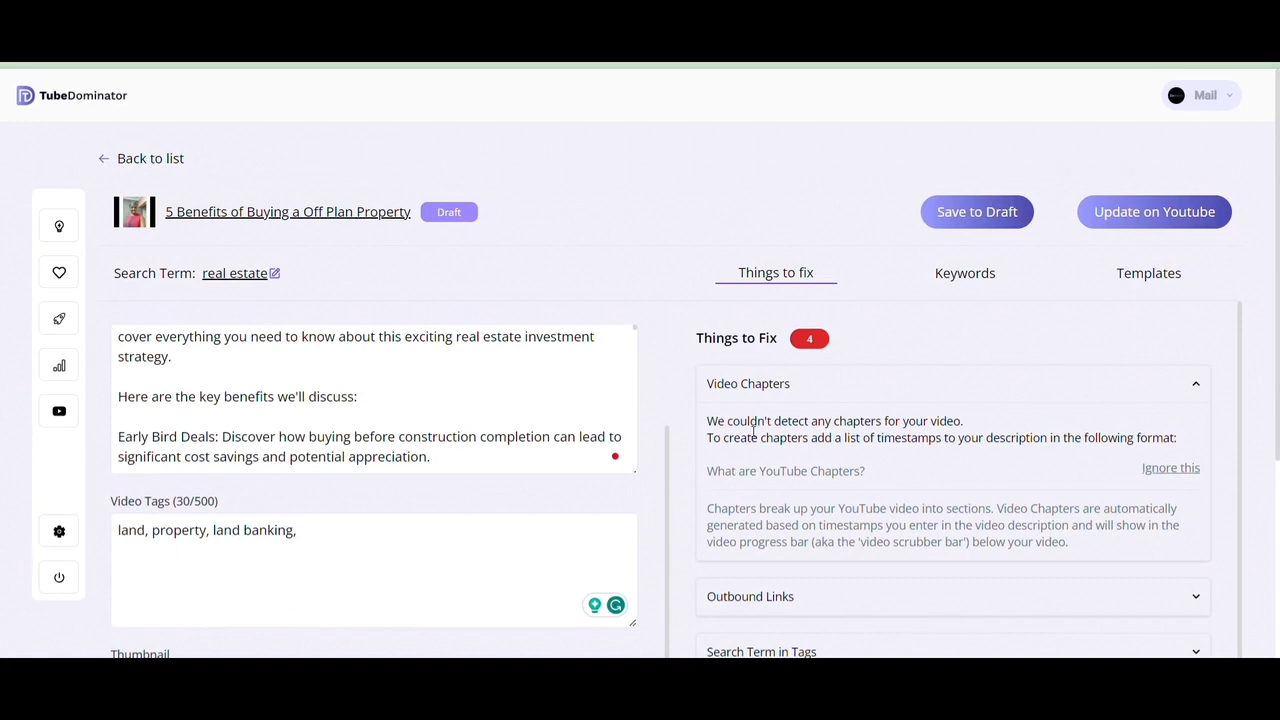 TubeDominator
Mail
Back to list
5 Benefits of Buying a Off Plan Property
Draft
Save to Draft
Update on Youtube
Search Term: real estate
Things to fix
Keywords
Templates
cover everything you need to know about this exciting real estate investment
strategy.
Here are the key benefits we'll discuss:
Early Bird Deals: Discover how buying before construction completion can lead to
significant cost savings and potential appreciation.
Video Tags (30/500)
land, property, land banking,
Thumbnail
Things to Fix 4
Video Chapters
We couldn't detect any chapters for your video.
To create chapters add a list of timestamps to your description in the following format:
What are YouTube Chapters?
Ignore this
Chapters break up your YouTube video into sections. Video Chapters are automatically
generated based on timestamps you enter in the video description and will show in the
video progress bar (aka the 'video scrubber bar') below your video.
Outbound Links
Search Term in Tags